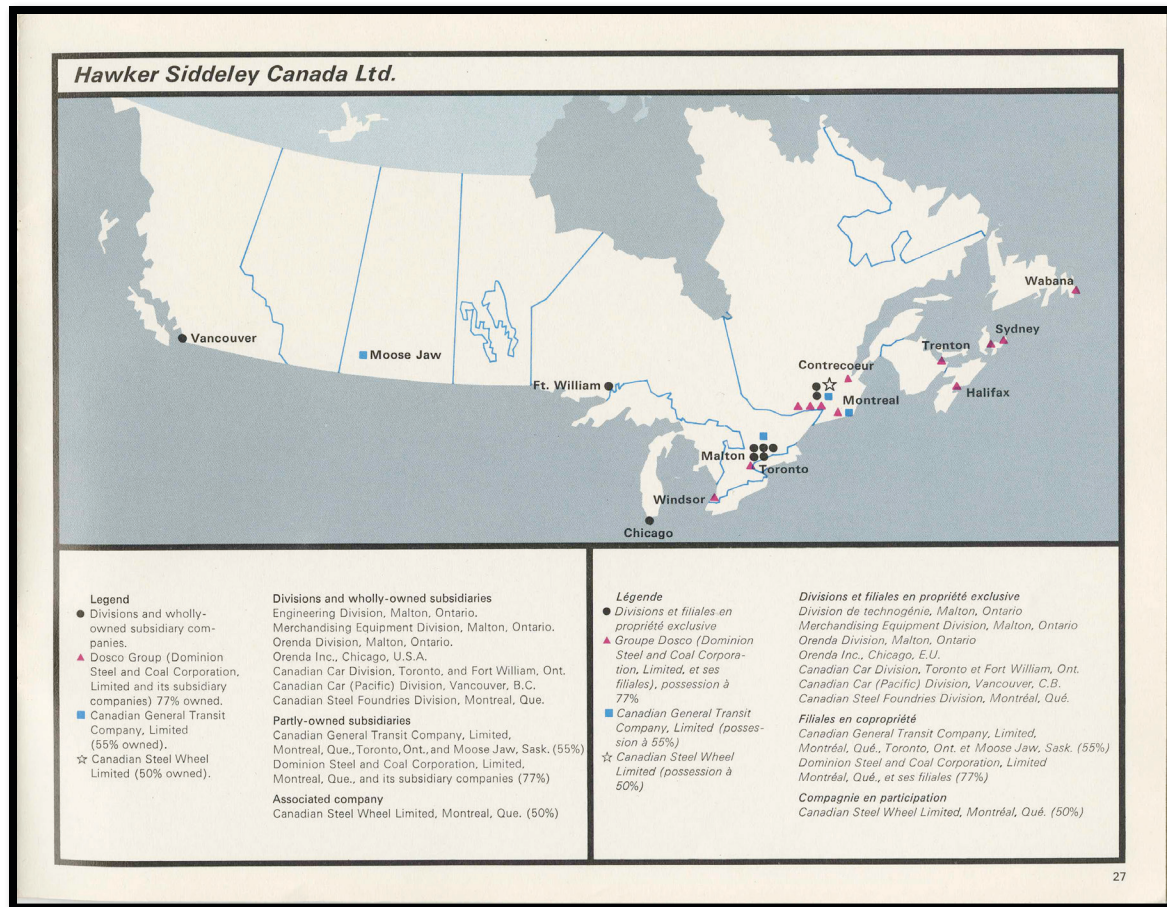 Hawker Siddeley Canada Ltd.
Wabana
Sydney
Vancouver
Trenton
Moose Jaw
Contrecoeur
Ft. William
Halifax
Montreal
Malton
Toronto
Windsor
Chicago
Legend
Divisions and wholly-
owned subsidiary com-
panies.
Dosco Group (Dominion
Steel and Coal Corporation,
Limited and its subsidiary
companies) 77% owned.
Canadian General Transit
Company, Limited
(55% owned).
Canadian Steel Wheel
Limited (50% owned).
Divisions and wholly-owned subsidiaries
Engineering Division, Malton, Ontario.
Merchandising Equipment Division, Malton, Ontario.
Orenda Division, Malton, Ontario.
Orenda Inc., Chicago, U.S.A.
Canadian Car Division, Toronto, and Fort William, Ont.
Canadian Car (Pacific) Division, Vancouver, B.C.
Canadian Steel Foundries Division, Montreal, Que.
Partly-owned subsidiaries
Canadian General Transit Company, Limited,
Montreal, Que., Toronto, Ont., and Moose Jaw, Sask. (55%)
Dominion Steel and Coal Corporation, Limited,
Montreal, Que., and its subsidiary companies (77%)
Associated company
Canadian Steel Wheel Limited, Montreal, Que. (50%)
Légende
Divisions et filiales en
propriété exclusive
Groupe Dosco (Dominion
Steel and Coal Corpora-
tion, Limited, et ses
filiales), possession à
77%
Canadian General Transit
Company, Limited (posses-
sion à 55%)
Canadian Steel Wheel
Limited (possession à
50%)
Divisions et filiales en propriété exclusive
Division de technogénie, Malton, Ontario
Merchandising Equipment Division, Malton, Ontario
Orenda Division, Malton, Ontario
Orenda Inc., Chicago, E.U.
Canadian Car Division, Toronto et Fort William, Ont.
Canadian Car (Pacific) Division, Vancouver, C.B.
Canadian Steel Foundries Division, Montréal, Qué.
Filiales en copropriété
Canadian General Transit Company, Limited,
Montréal, Qué., Toronto, Ont. et Moose Jaw, Sask. (55%)
Dominion Steel and Coal Corporation, Limited
Montréal, Qué., et ses filiales (77%)
Compagnie en participation
Canadian Steel Wheel Limited, Montréal, Qué. (50%)
27